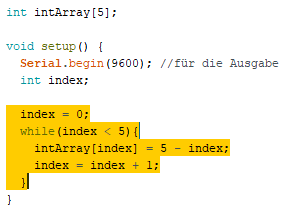 int intArray[5];
void setup() {
  Serial.begin(9600); //für die Ausgabe
  int index;
  index = 0;
  while(index < 5){
    intArray[index] = 5 - index;
    index = index + 1;
  }
}